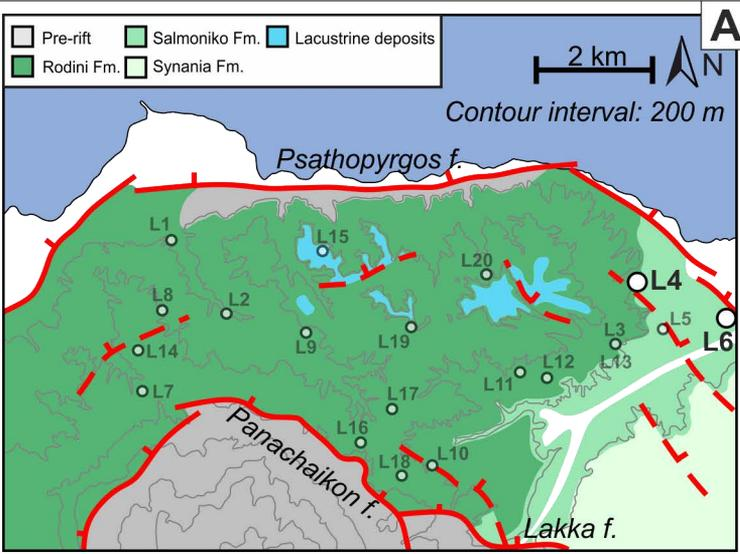 A
Pre-rift
Salmoniko Fm.
Lacustrine deposits
Rodini Fm.
Synania Fm.
2 km
N
Contour interval: 200 m
Psathopyrgos f.
L1
L15
L20
L4
L8
L2
L5
L6
L9
L19
L3
L14
L13
L11
L12
L7
L17
L16
L10
L18
Panachaikon f.
Lakka f.